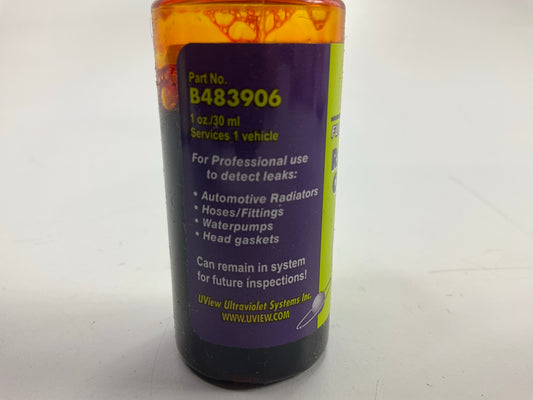 Part No.
B483906
1 oz./30 ml
Services 1 vehicle
For Professional use
to detect leaks:
• Automotive Radiators
• Hoses/Fittings
• Waterpumps
• Head gaskets
Can remain in system
for future inspections!
UView Ultraviolet Systems Inc.
WWW.UVIEW.COM